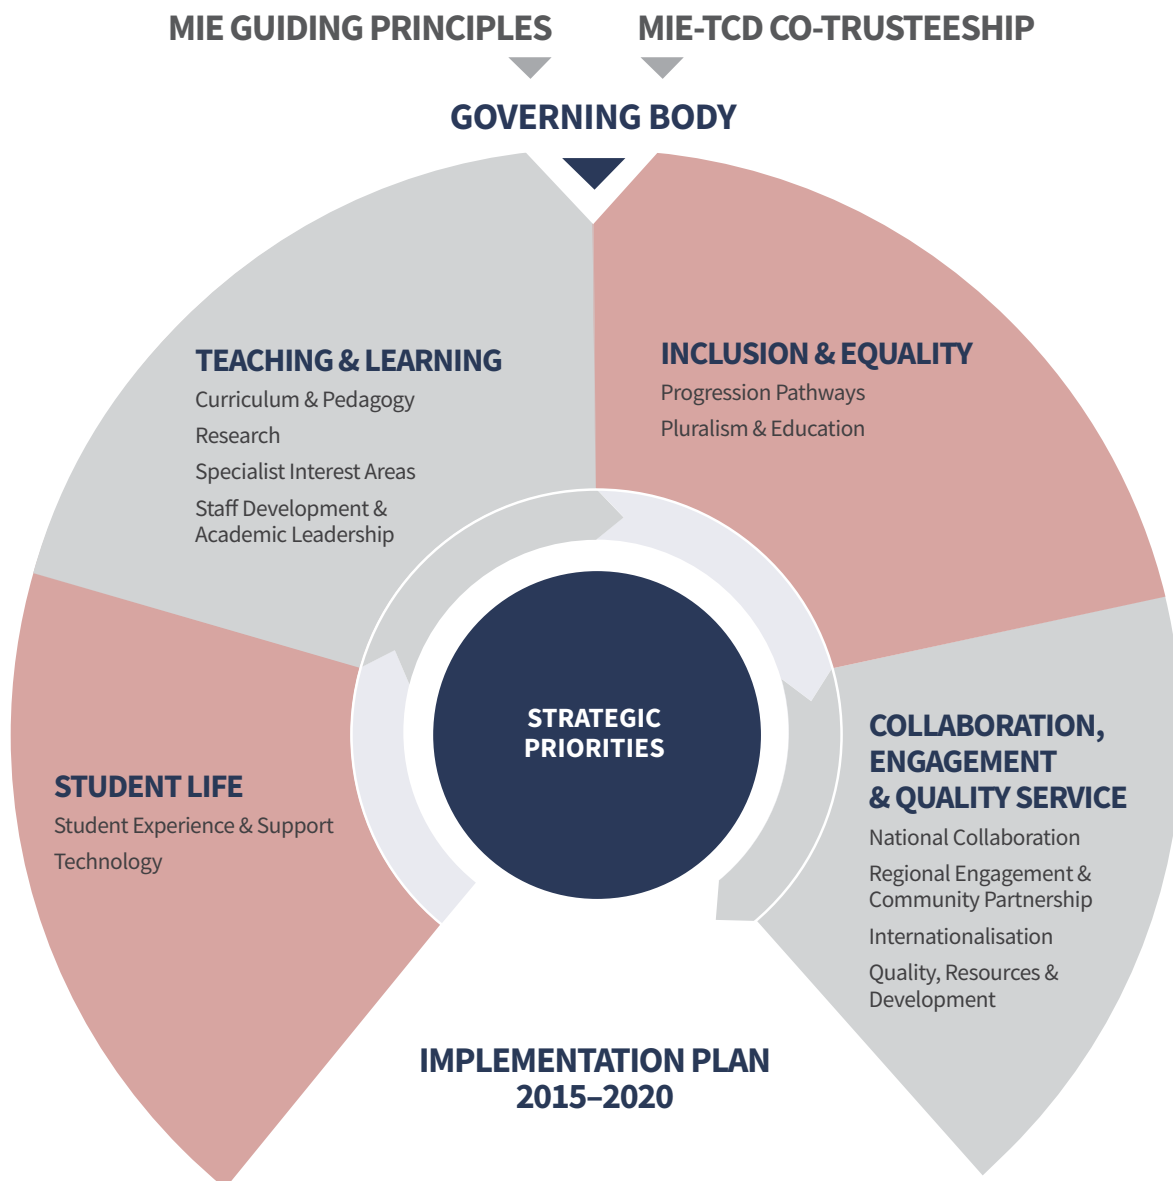 MIE GUIDING PRINCIPLES
MIE-TCD CO-TRUSTEESHIP
GOVERNING BODY
TEACHING & LEARNING
Curriculum & Pedagogy
Research
Specialist Interest Areas
Staff Development &
Academic Leadership
INCLUSION & EQUALITY
Progression Pathways
Pluralism & Education
STRATEGIC
PRIORITIES
STUDENT LIFE
Student Experience & Support
Technology
COLLABORATION,
ENGAGEMENT
& QUALITY SERVICE
National Collaboration
Regional Engagement &
Community Partnership
Internationalisation
Quality, Resources &
Development
IMPLEMENTATION PLAN
2015–2020